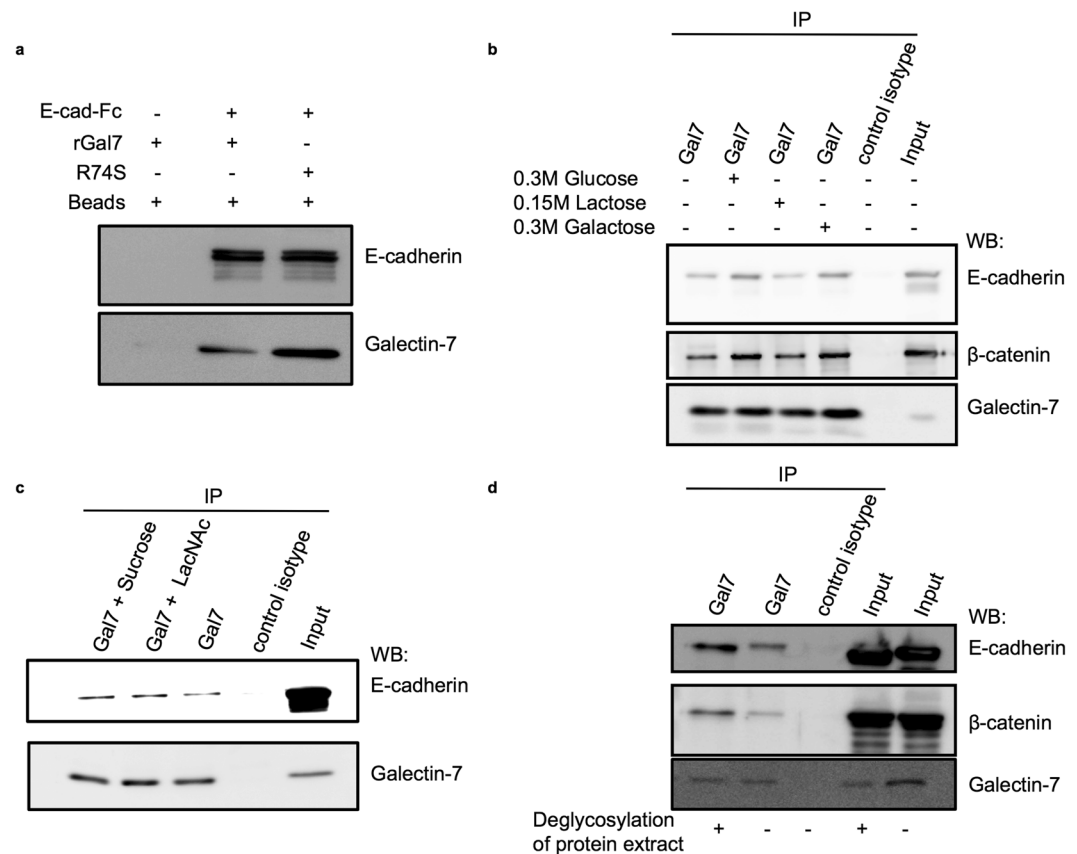 a
E-cad-Fc - + +
rGal7 + + -
R74S - - +
Beads + + +
E-cadherin
Galectin-7
b
IP
Gal7 Gal7 Gal7 Gal7 control isotype Input
0.3M Glucose - + - - - -
0.15M Lactose - - + - - -
0.3M Galactose - - - + - -
WB:
E-cadherin
β-catenin
Galectin-7
c
IP
Gal7 + Sucrose Gal7 + LacNAc Gal7 control isotype Input
WB:
E-cadherin
Galectin-7
d
IP
Gal7 Gal7 control isotype Input Input
WB:
E-cadherin
β-catenin
Galectin-7
Deglycosylation
of protein extract + - - + -